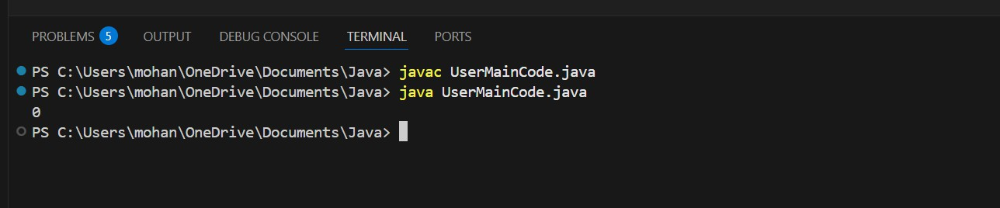 PROBLEMS 5 OUTPUT DEBUG CONSOLE TERMINAL PORTS
PS C:\Users\mohan\OneDrive\Documents\Java> javac UserMainCode.java
PS C:\Users\mohan\OneDrive\Documents\Java> java UserMainCode.java
0
PS C:\Users\mohan\OneDrive\Documents\Java>